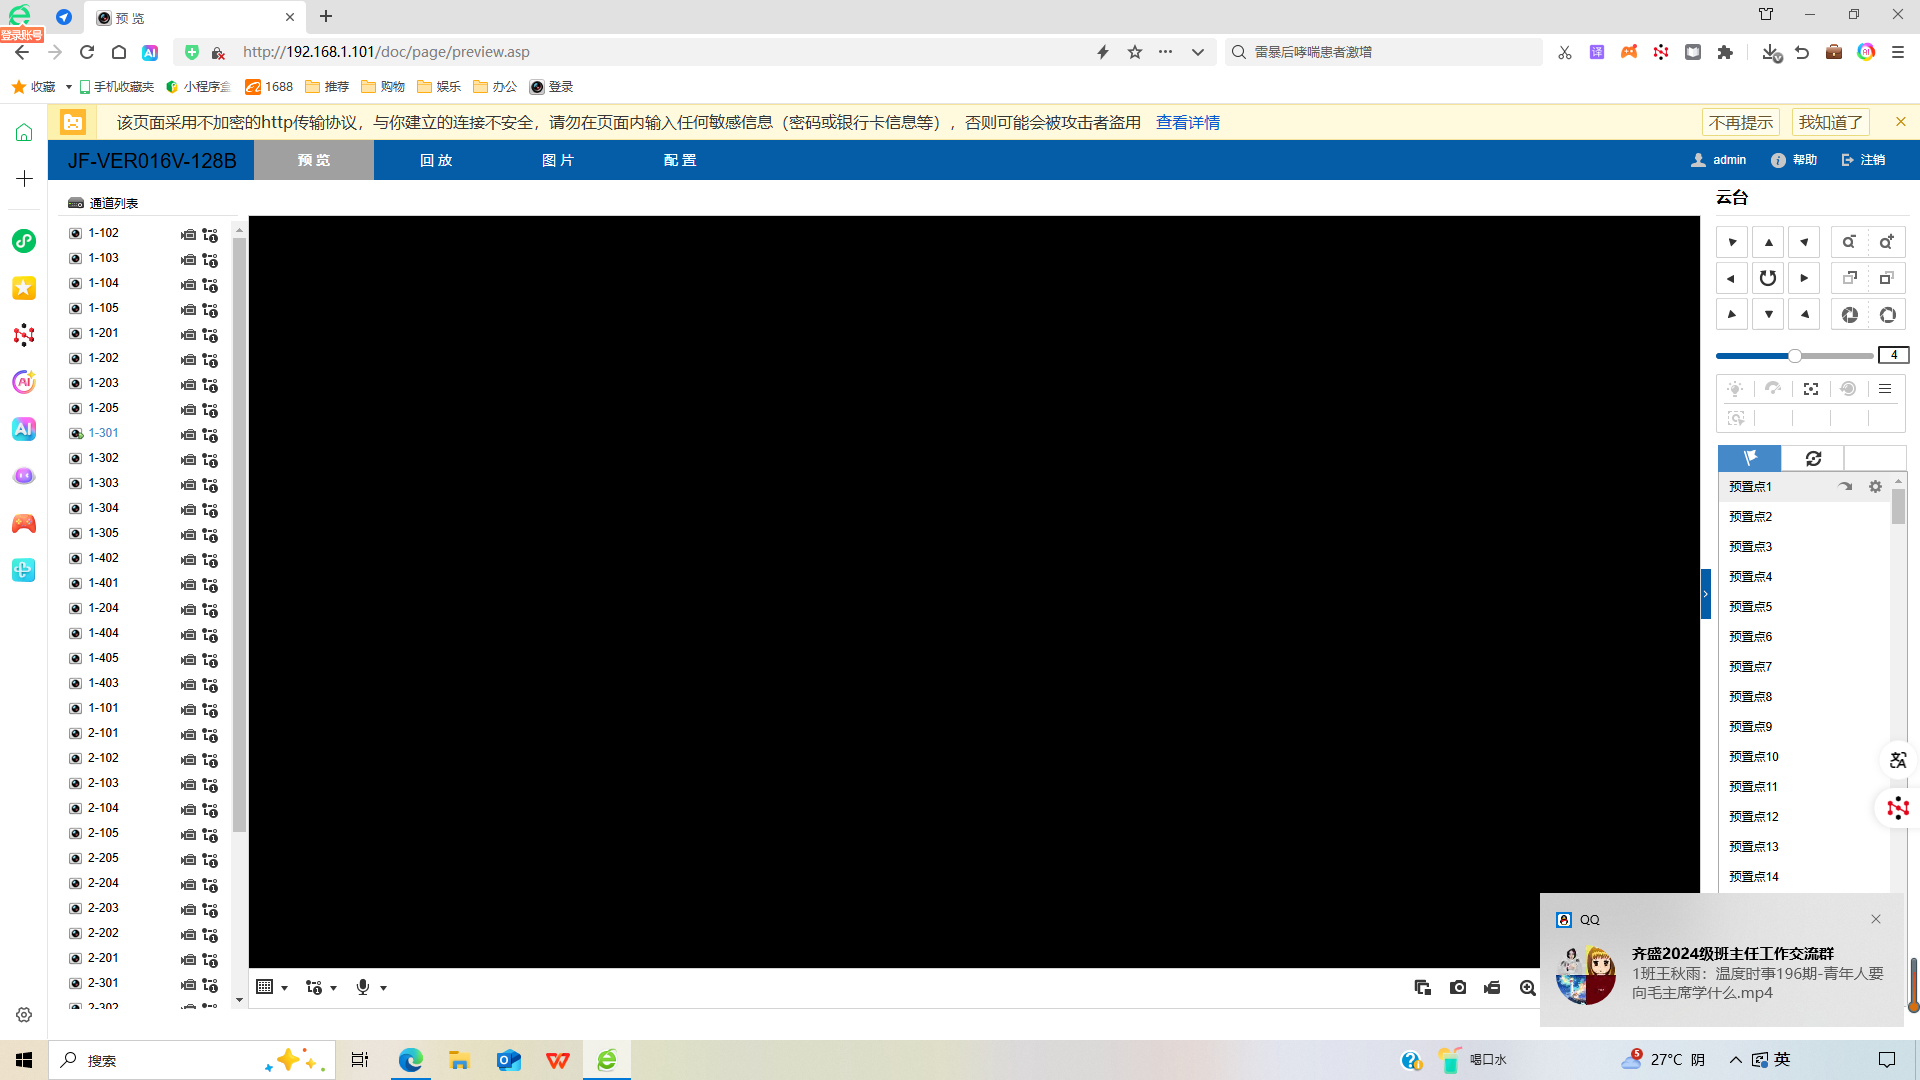 预 览
登录账号
http://192.168.1.101/doc/page/preview.asp
雷暴后哮喘患者激增
收藏
手机收藏夹
小程序盒
1688
推荐
购物
娱乐
办公
登录
该页面采用不加密的http传输协议，与你建立的连接不安全，请勿在页面内输入任何敏感信息（密码或银行卡信息等），否则可能会被攻击者盗用 查看详情
不再提示
我知道了
JF-VER016V-128B
预 览
回 放
图 片
配 置
admin
帮助
注销
通道列表
1-102
1-103
1-104
1-105
1-201
1-202
1-203
1-205
1-301
1-302
1-303
1-304
1-305
1-402
1-401
1-204
1-404
1-405
1-403
1-101
2-101
2-102
2-103
2-104
2-105
2-205
2-204
2-203
2-202
2-201
2-301
2-302
云台
4
预置点1
预置点2
预置点3
预置点4
预置点5
预置点6
预置点7
预置点8
预置点9
预置点10
预置点11
预置点12
预置点13
预置点14
QQ
齐盛2024级班主任工作交流群
1班王秋雨：温度时事196期-青年人要
向毛主席学什么.mp4
搜索
喝口水
5
27°C 阴
英